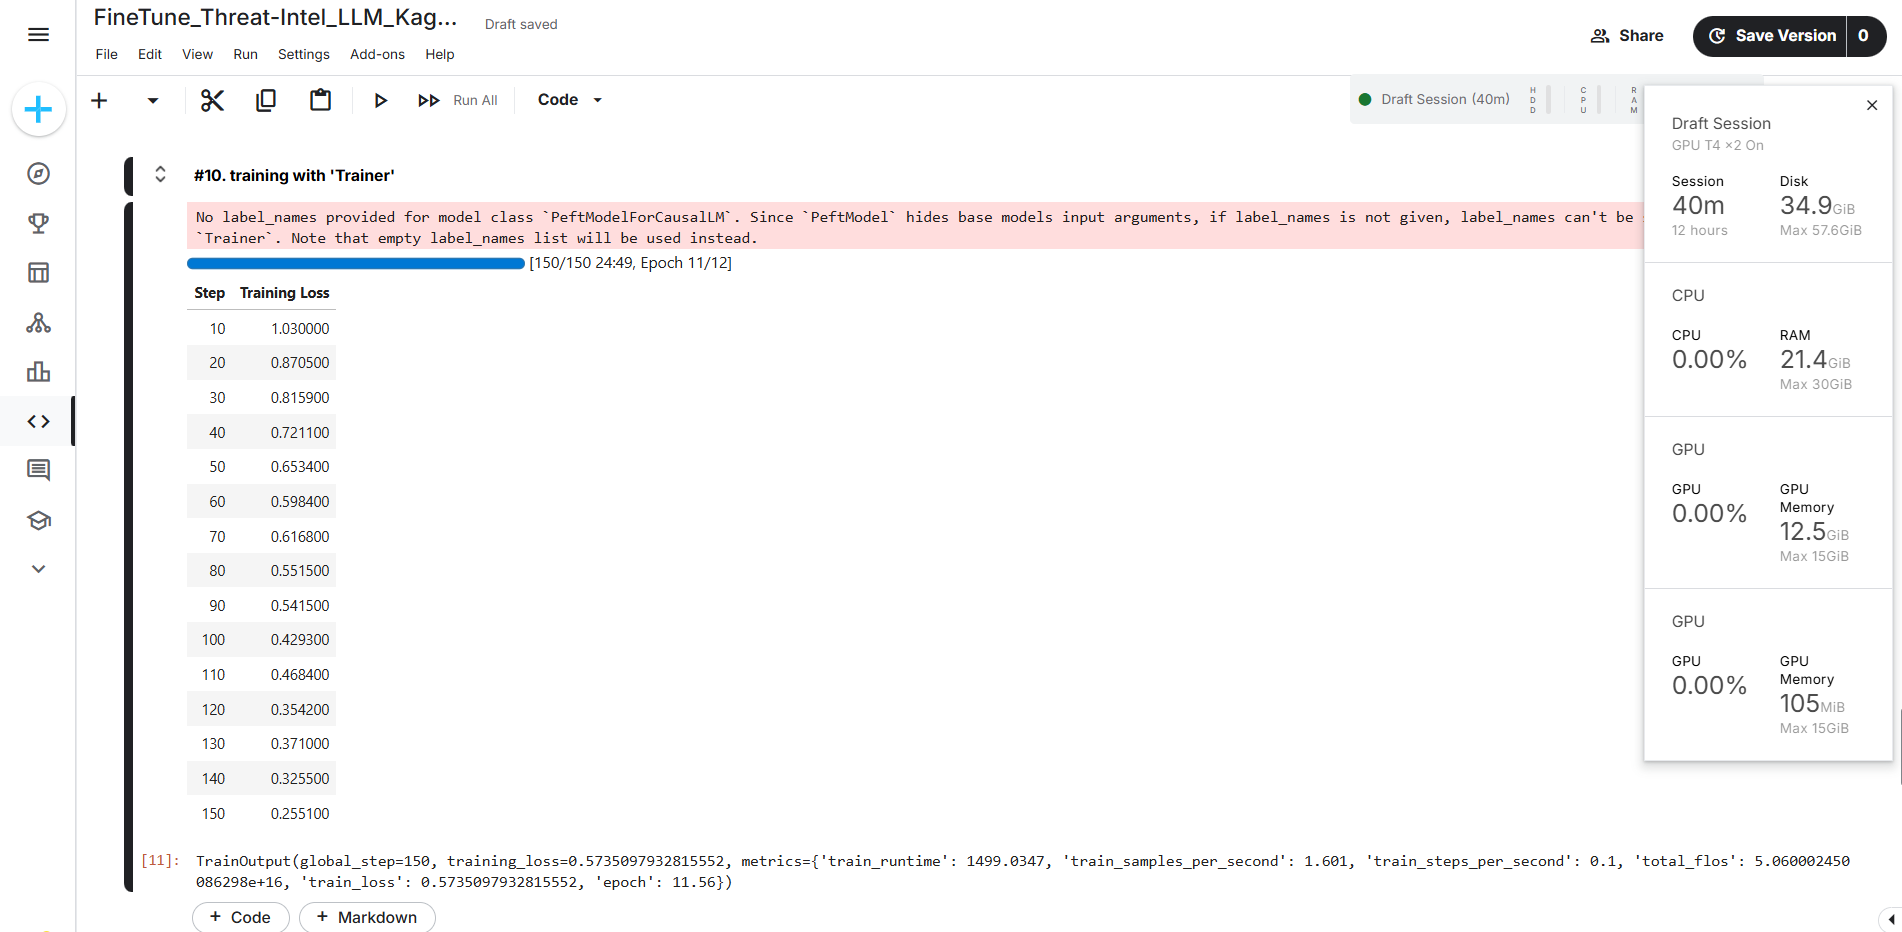 FineTune_Threat-Intel_LLM_Kag...
Draft saved
File Edit View Run Settings Add-ons Help
Share
Save Version 0
Run All
Code
Draft Session (40m)
HDD
CPU
RAM
#10. training with 'Trainer'
No label_names provided for model class `PeftModelForCausalLM`. Since `PeftModel` hides base models input arguments, if label_names is not given, label_names can't be
`Trainer`. Note that empty label_names list will be used instead.
[150/150 24:49, Epoch 11/12]
Step Training Loss
10 1.030000
20 0.870500
30 0.815900
40 0.721100
50 0.653400
60 0.598400
70 0.616800
80 0.551500
90 0.541500
100 0.429300
110 0.468400
120 0.354200
130 0.371000
140 0.325500
150 0.255100
[11]: TrainOutput(global_step=150, training_loss=0.5735097932815552, metrics={'train_runtime': 1499.0347, 'train_samples_per_second': 1.601, 'train_steps_per_second': 0.1, 'total_flos': 5.060002450
086298e+16, 'train_loss': 0.5735097932815552, 'epoch': 11.56})
+ Code + Markdown
Draft Session
GPU T4 ×2 On
Session Disk
40m 34.9GiB
12 hours Max 57.6GiB
CPU
CPU RAM
0.00% 21.4GiB
Max 30GiB
GPU
GPU GPU Memory
0.00% 12.5GiB
Max 15GiB
GPU
GPU GPU Memory
0.00% 105MiB
Max 15GiB